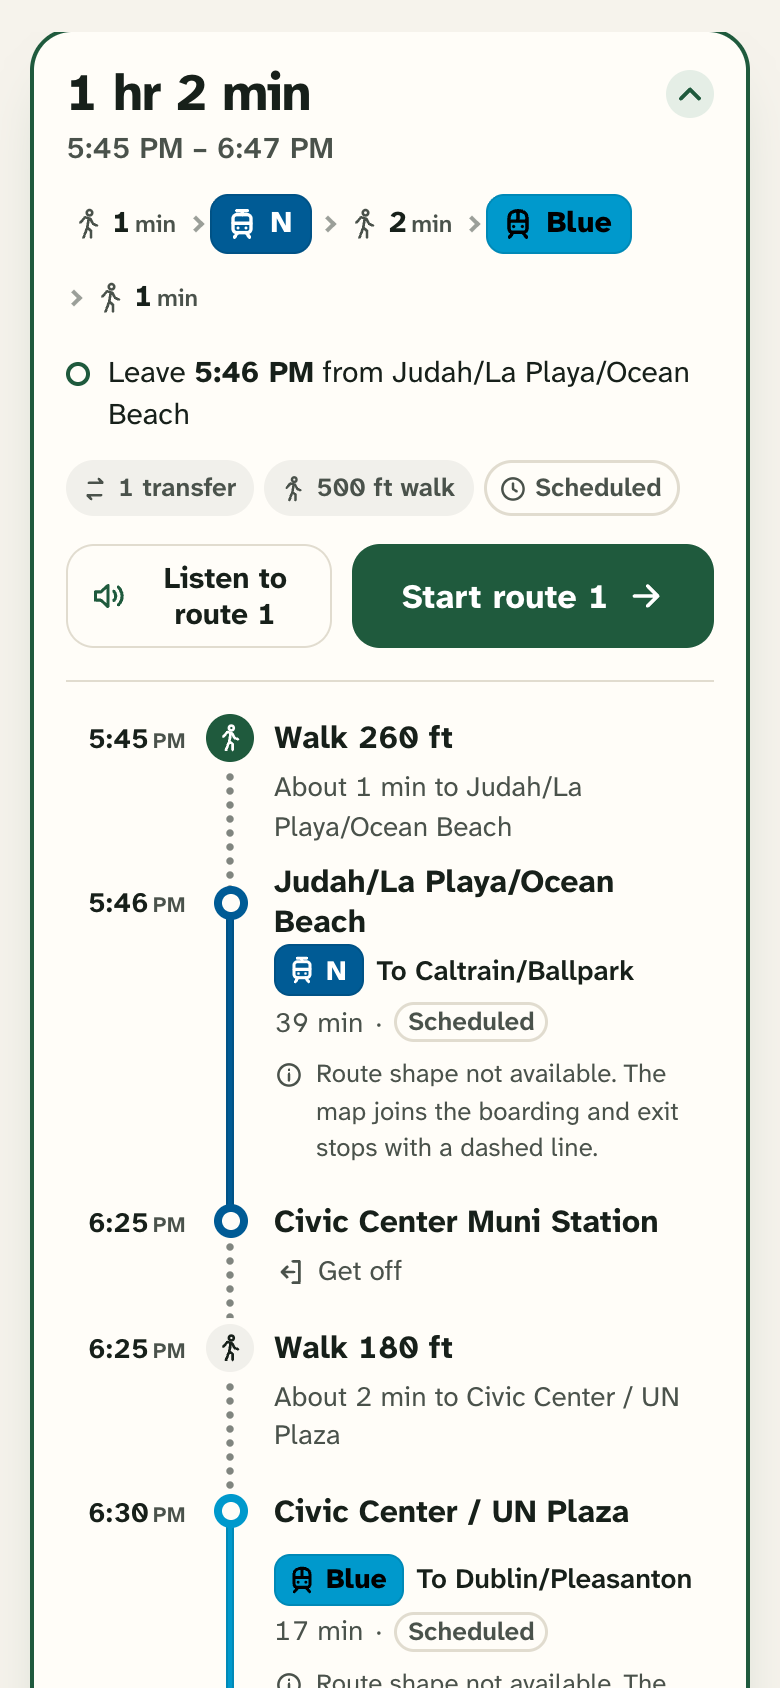 1 hr 2 min
5:45 PM – 6:47 PM
1 min N 2 min Blue
1 min
Leave 5:46 PM from Judah/La Playa/Ocean
Beach
1 transfer 500 ft walk Scheduled
Listen to
route 1
Start route 1
5:45 PM Walk 260 ft
About 1 min to Judah/La
Playa/Ocean Beach
Judah/La Playa/Ocean
5:46 PM
Beach
N To Caltrain/Ballpark
39 min · Scheduled
Route shape not available. The
map joins the boarding and exit
stops with a dashed line.
6:25 PM Civic Center Muni Station
Get off
6:25 PM Walk 180 ft
About 2 min to Civic Center / UN
Plaza
6:30 PM Civic Center / UN Plaza
Blue To Dublin/Pleasanton
17 min · Scheduled
Route shape not available. The